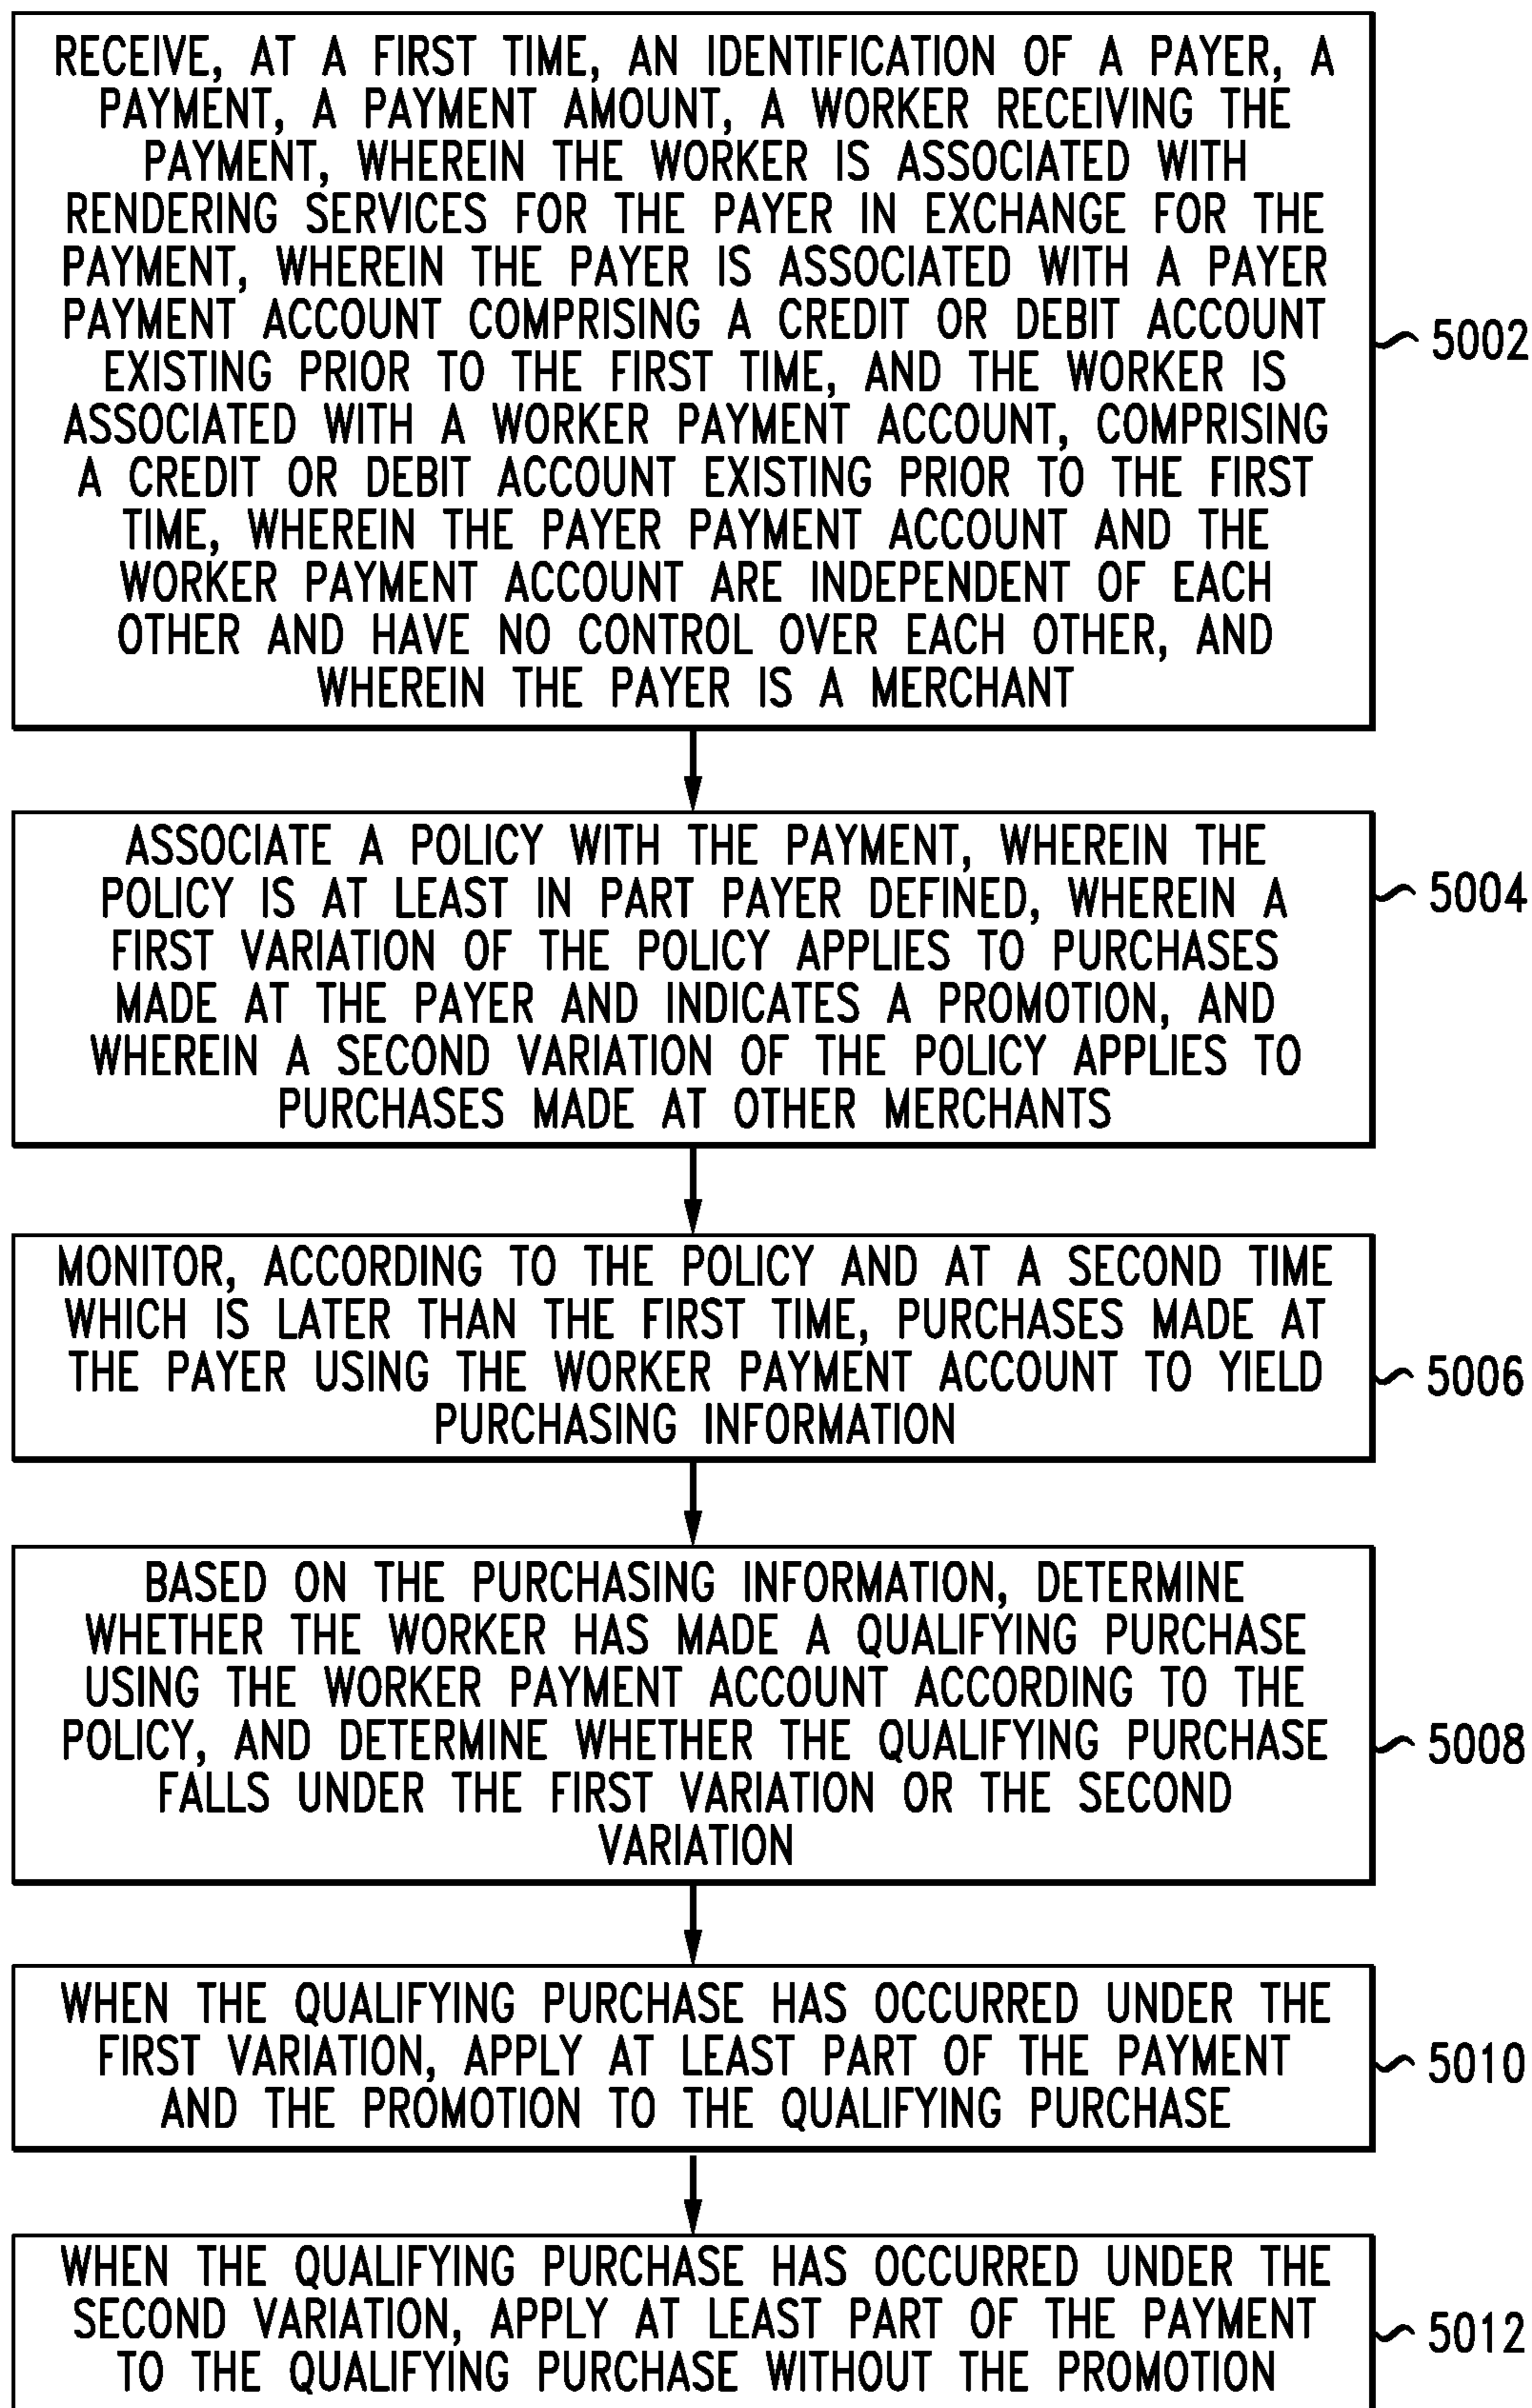 RECEIVE, AT A FIRST TIME, AN IDENTIFICATION OF A PAYER, A
PAYMENT, A PAYMENT AMOUNT, A WORKER RECEIVING THE
PAYMENT, WHEREIN THE WORKER IS ASSOCIATED WITH
RENDERING SERVICES FOR THE PAYER IN EXCHANGE FOR THE
PAYMENT, WHEREIN THE PAYER IS ASSOCIATED WITH A PAYER
PAYMENT ACCOUNT COMPRISING A CREDIT OR DEBIT ACCOUNT
EXISTING PRIOR TO THE FIRST TIME, AND THE WORKER IS
ASSOCIATED WITH A WORKER PAYMENT ACCOUNT, COMPRISING
A CREDIT OR DEBIT ACCOUNT EXISTING PRIOR TO THE FIRST
TIME, WHEREIN THE PAYER PAYMENT ACCOUNT AND THE
WORKER PAYMENT ACCOUNT ARE INDEPENDENT OF EACH
OTHER AND HAVE NO CONTROL OVER EACH OTHER, AND
WHEREIN THE PAYER IS A MERCHANT
5002
ASSOCIATE A POLICY WITH THE PAYMENT, WHEREIN THE
POLICY IS AT LEAST IN PART PAYER DEFINED, WHEREIN A
FIRST VARIATION OF THE POLICY APPLIES TO PURCHASES
MADE AT THE PAYER AND INDICATES A PROMOTION, AND
WHEREIN A SECOND VARIATION OF THE POLICY APPLIES TO
PURCHASES MADE AT OTHER MERCHANTS
5004
MONITOR, ACCORDING TO THE POLICY AND AT A SECOND TIME
WHICH IS LATER THAN THE FIRST TIME, PURCHASES MADE AT
THE PAYER USING THE WORKER PAYMENT ACCOUNT TO YIELD
PURCHASING INFORMATION
5006
BASED ON THE PURCHASING INFORMATION, DETERMINE
WHETHER THE WORKER HAS MADE A QUALIFYING PURCHASE
USING THE WORKER PAYMENT ACCOUNT ACCORDING TO THE
POLICY, AND DETERMINE WHETHER THE QUALIFYING PURCHASE
FALLS UNDER THE FIRST VARIATION OR THE SECOND
VARIATION
5008
WHEN THE QUALIFYING PURCHASE HAS OCCURRED UNDER THE
FIRST VARIATION, APPLY AT LEAST PART OF THE PAYMENT
AND THE PROMOTION TO THE QUALIFYING PURCHASE
5010
WHEN THE QUALIFYING PURCHASE HAS OCCURRED UNDER THE
SECOND VARIATION, APPLY AT LEAST PART OF THE PAYMENT
TO THE QUALIFYING PURCHASE WITHOUT THE PROMOTION
5012